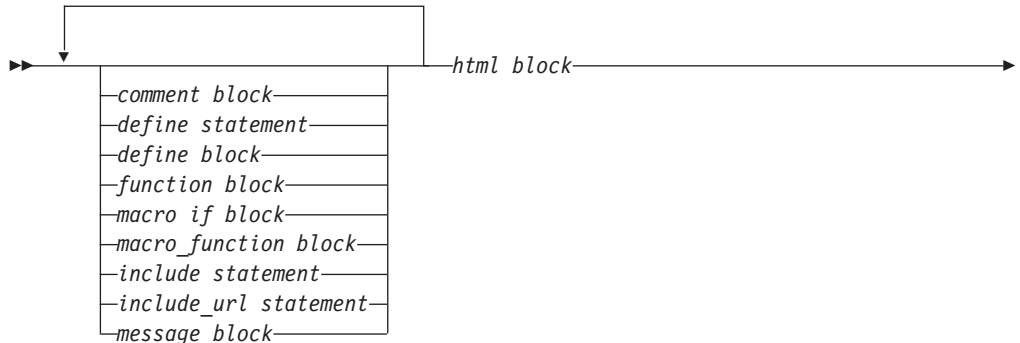 html block
comment block
define statement
define block
function block
macro if block
macro_function block
include statement
include_url statement
message block